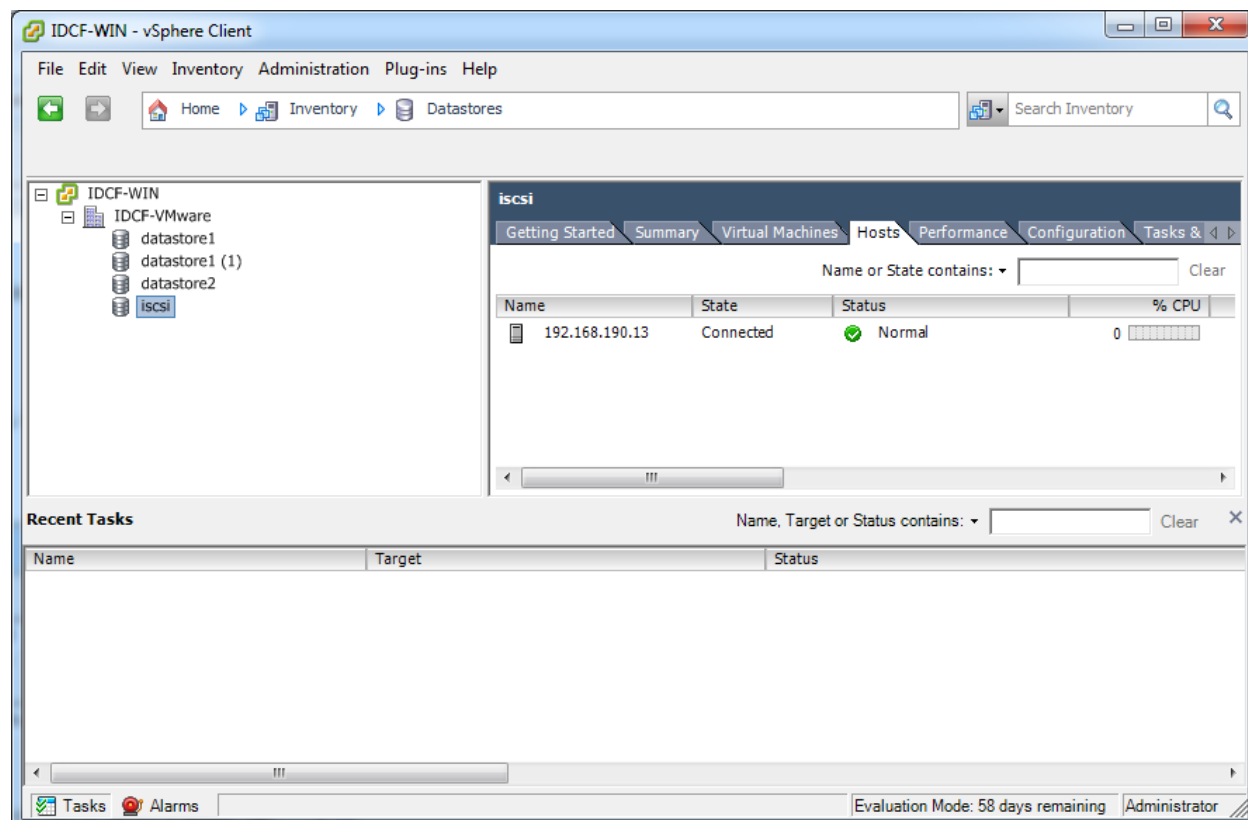 IDCF-WIN - vSphere Client
File Edit View Inventory Administration Plug-ins Help
Home Inventory Datastores Search Inventory
IDCF-WIN
IDCF-VMware
datastore1
datastore1 (1)
datastore2
iscsi
iscsi
Getting Started Summary Virtual Machines Hosts Performance Configuration Tasks &
Name or State contains: Clear
Name State Status % CPU
192.168.190.13 Connected Normal 0
Recent Tasks Name, Target or Status contains: Clear
Name Target Status
Tasks Alarms Evaluation Mode: 58 days remaining Administrator